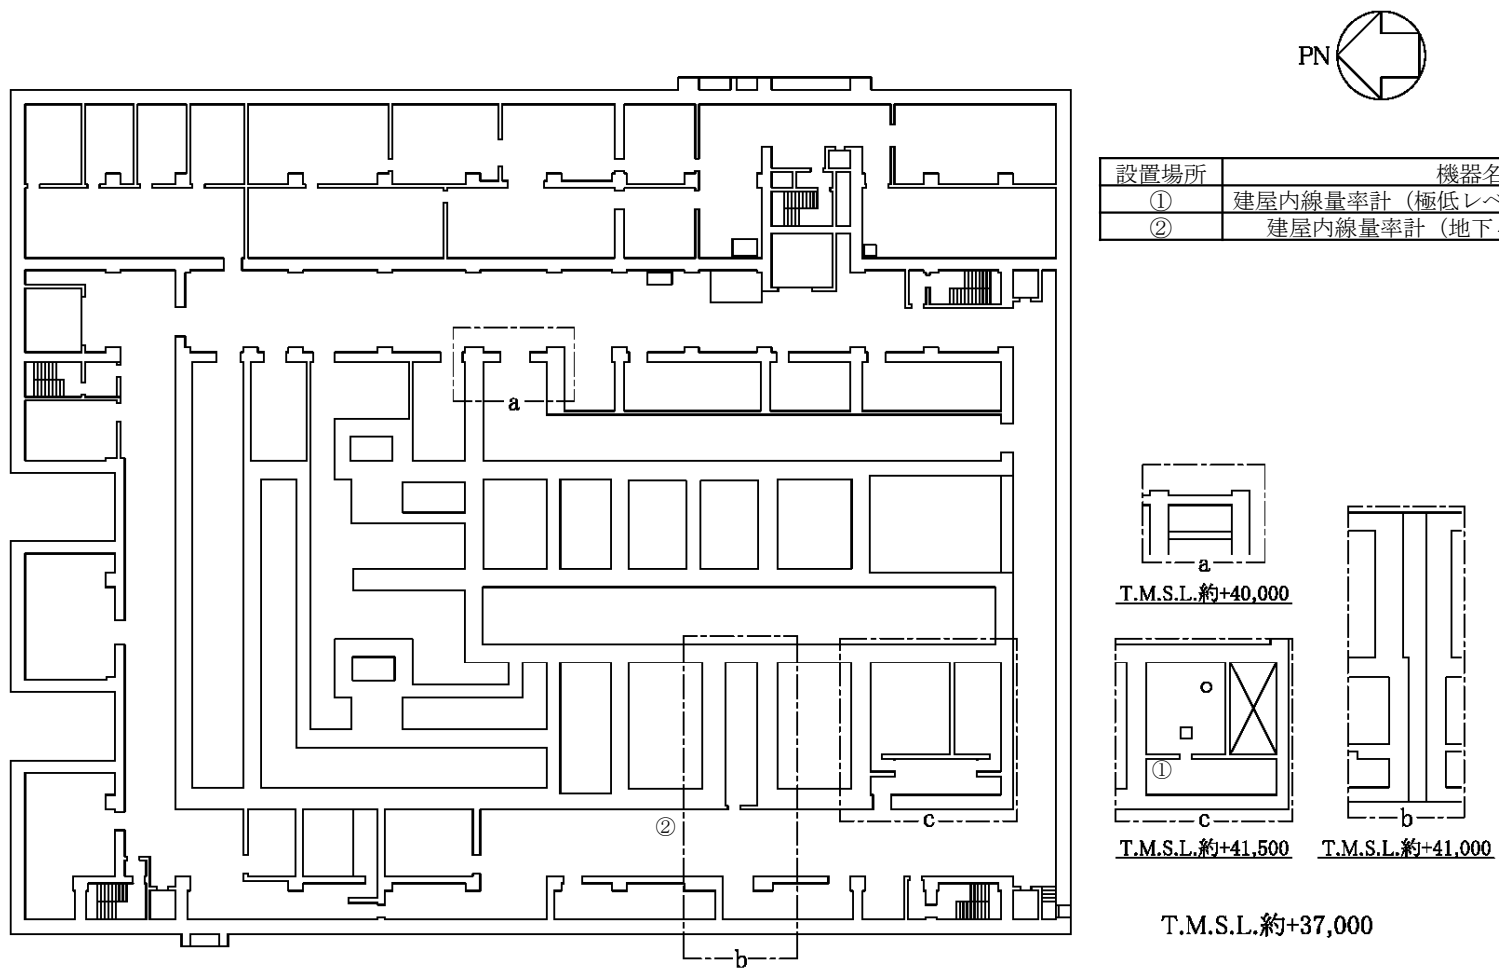 PN
設置場所 機器名
① 建屋内線量率計（極低レベ
② 建屋内線量率計（地下
a
②
c
b
a
T.M.S.L.約+40,000
①
c
T.M.S.L.約+41,500
b
T.M.S.L.約+41,000
T.M.S.L.約+37,000